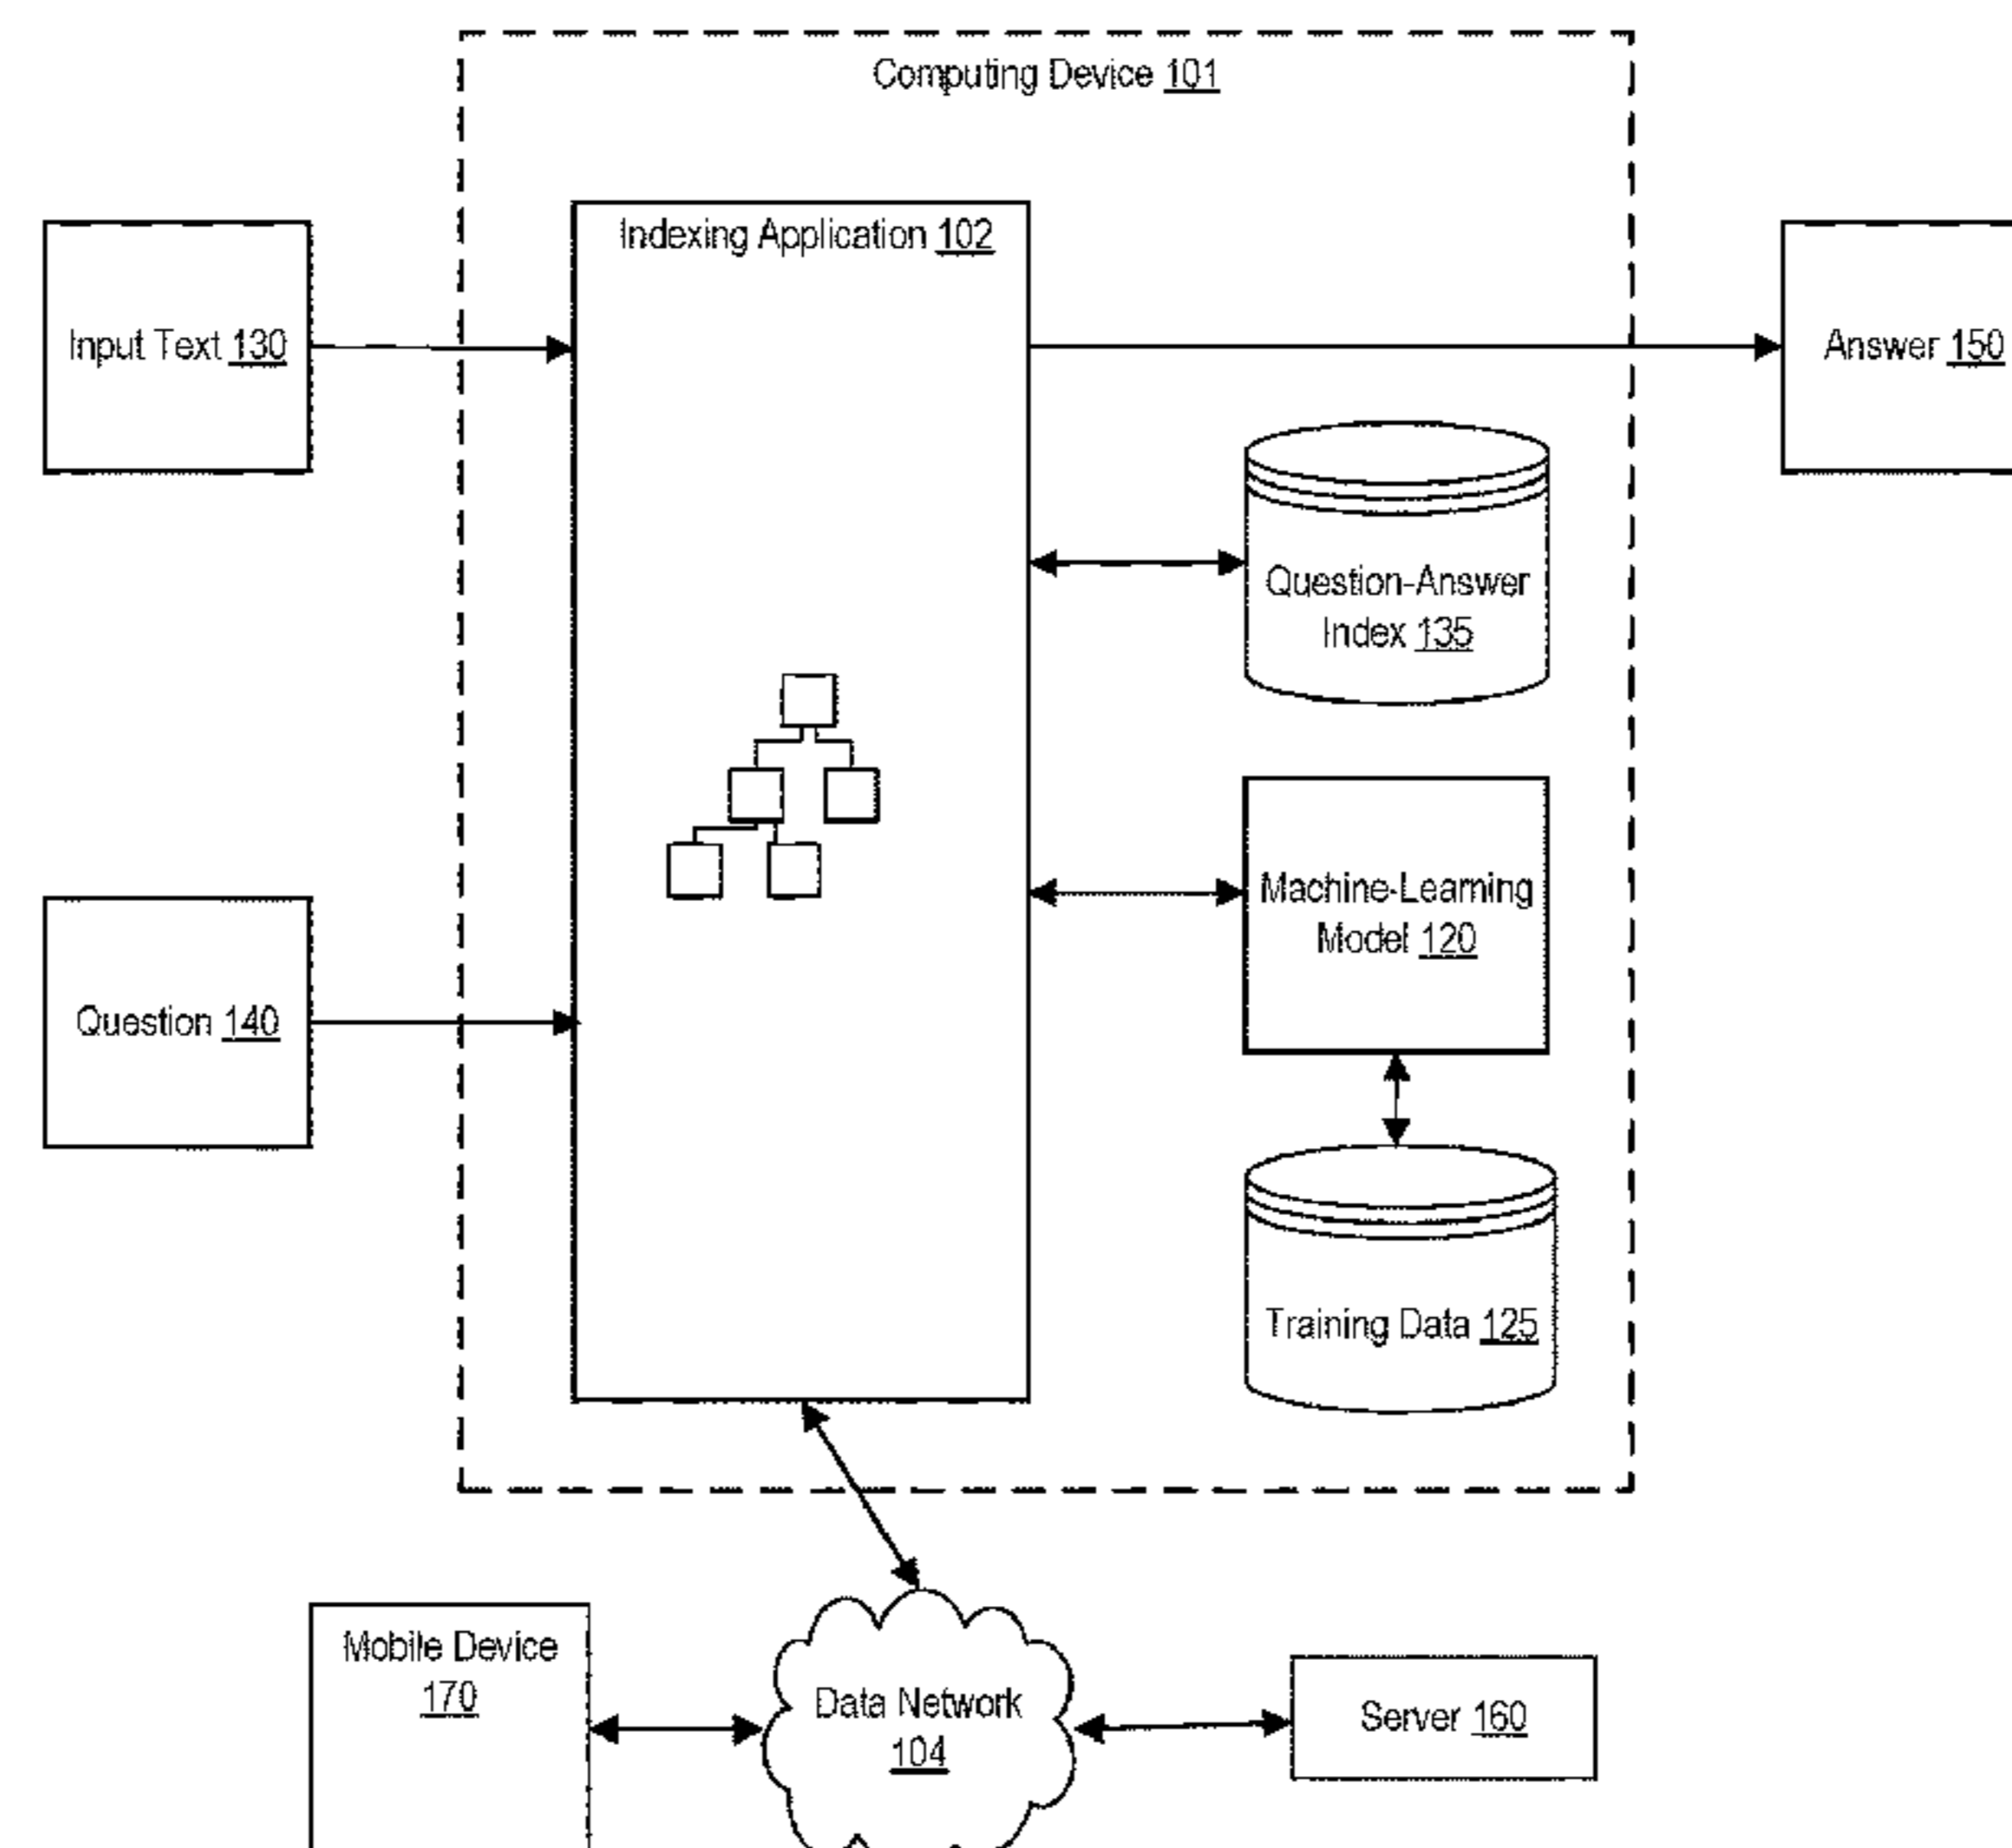 Computing Device 101
Indexing Application 102
Input Text 130
Answer 150
Question-Answer
Index 135
Machine-Learning
Model 120
Question 140
Training Data 125
Mobile Device
170
Data Network
104
Server 160